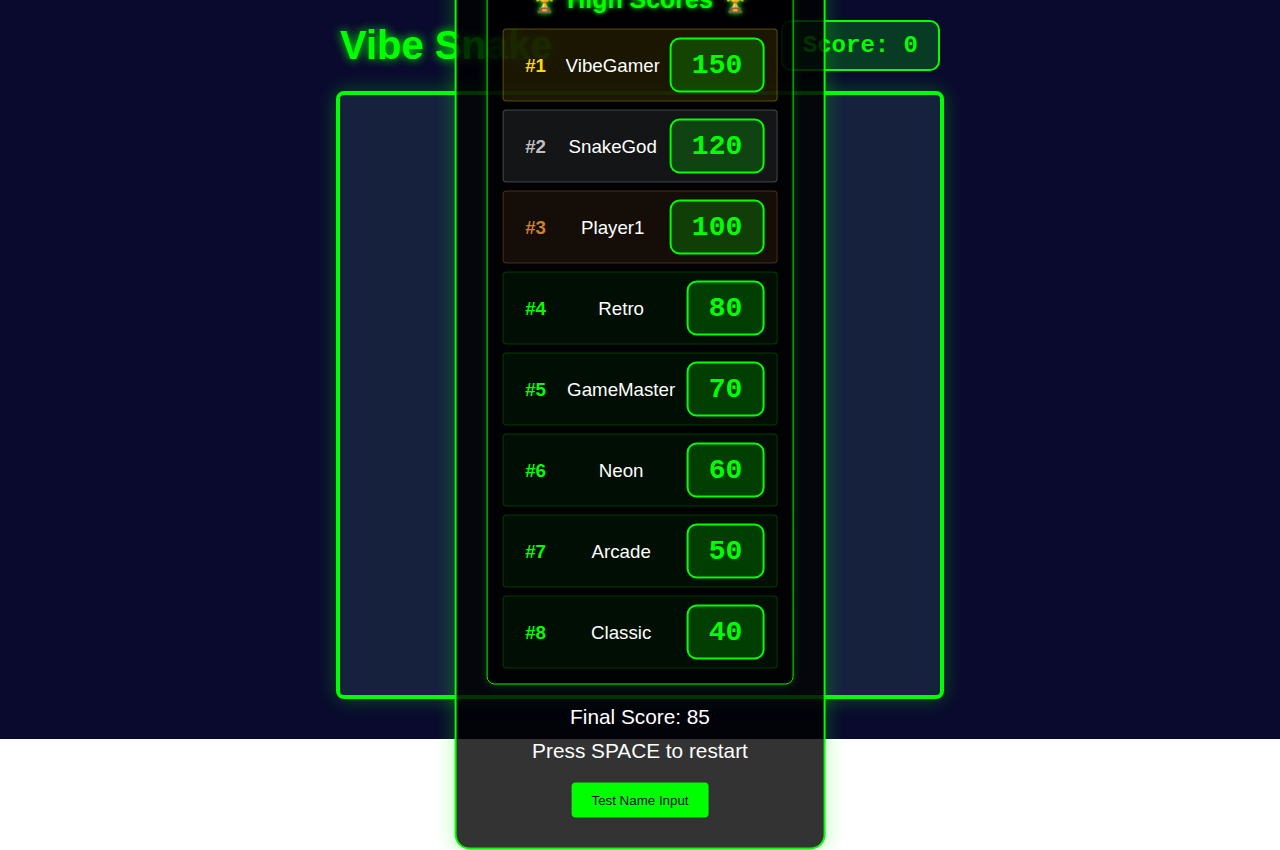 🏆 High Scores 🏆
Vibe Snake
Score: 0
#1 VibeGamer 150
#2 SnakeGod 120
#3 Player1 100
#4 Retro 80
#5 GameMaster 70
#6 Neon 60
#7 Arcade 50
#8 Classic 40
Final Score: 85
Press SPACE to restart
Test Name Input